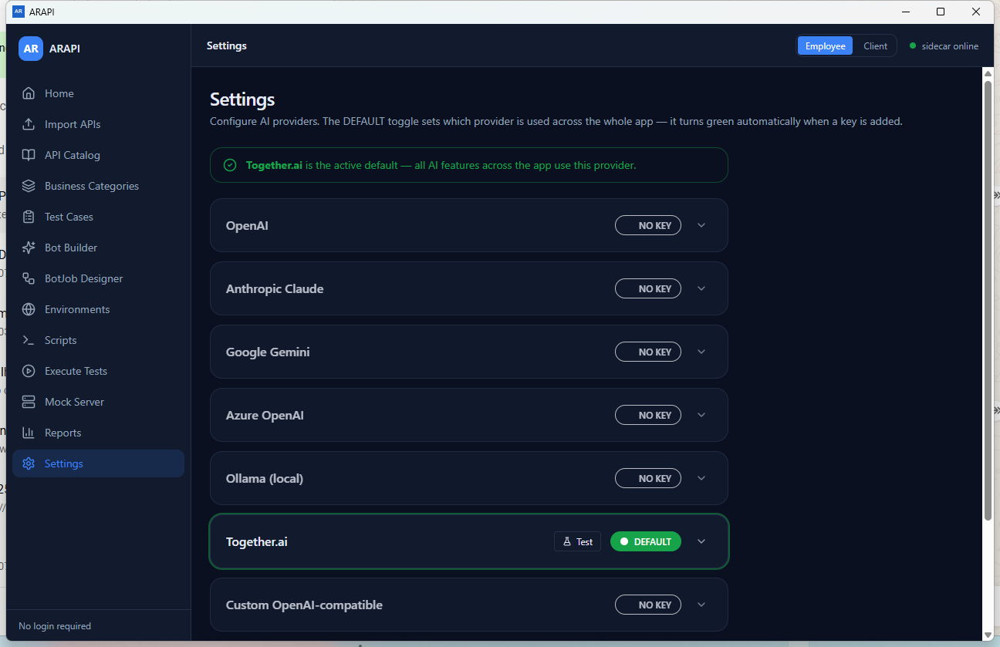 AR ARAPI
AR ARAPI
Settings
Employee
Client
sidecar online
Home
Import APIs
API Catalog
Business Categories
Test Cases
Bot Builder
BotJob Designer
Environments
Scripts
Execute Tests
Mock Server
Reports
Settings
No login required
Settings
Configure AI providers. The DEFAULT toggle sets which provider is used across the whole app — it turns green automatically when a key is added.
Together.ai is the active default — all AI features across the app use this provider.
OpenAI
NO KEY
Anthropic Claude
NO KEY
Google Gemini
NO KEY
Azure OpenAI
NO KEY
Ollama (local)
NO KEY
Together.ai
Test
DEFAULT
Custom OpenAI-compatible
NO KEY